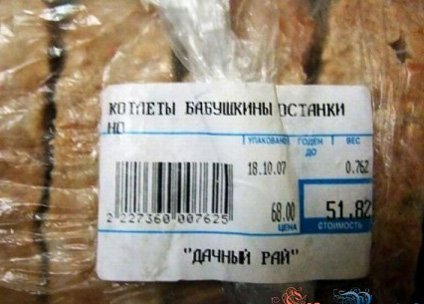 КОТЛЕТЫ БАБУШКИНЫ ОСТАНКИ
НО
УПАКОВАНО ГОДЕН ДО ВЕС
18.10.07 0.762
68.00 51.82
ЦЕНА СТОИМОСТЬ
2 227360 007625
"ДАЧНЫЙ РАЙ"